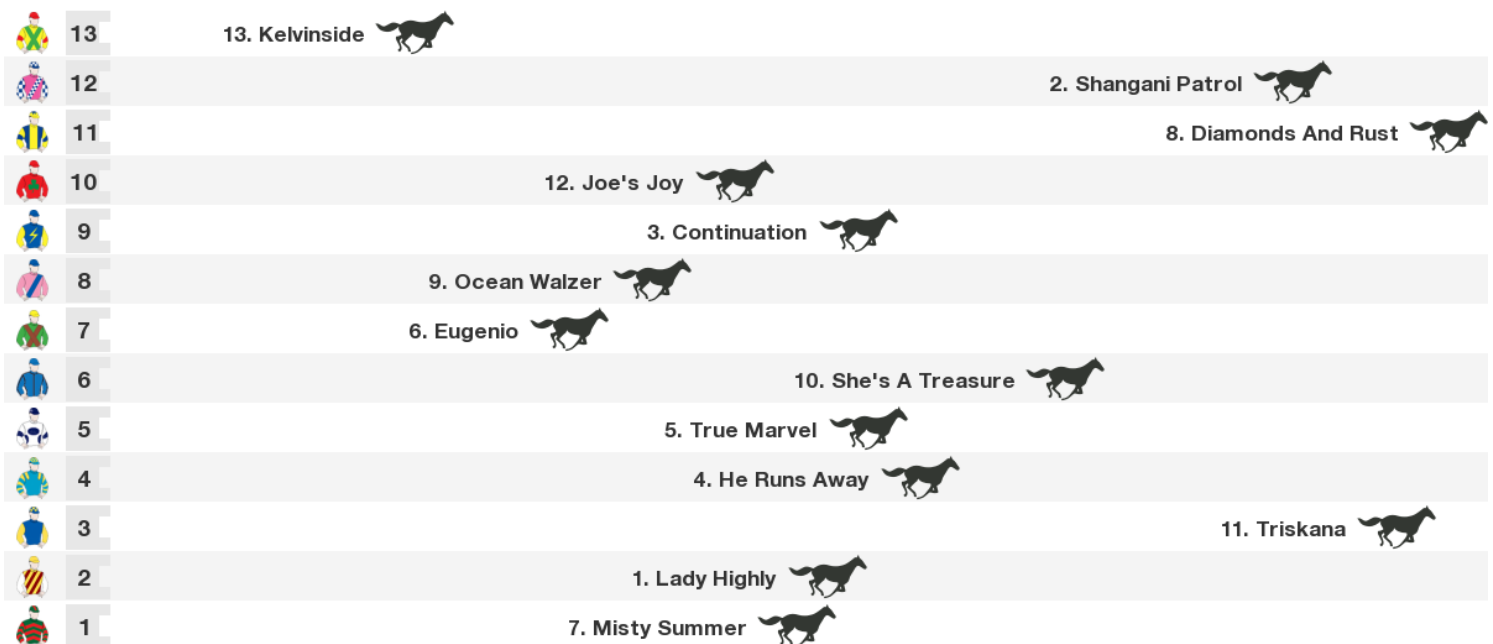 13 13. Kelvinside
12 2. Shangani Patrol
11 8. Diamonds And Rust
10 12. Joe's Joy
9 3. Continuation
8 9. Ocean Walzer
7 6. Eugenio
6 10. She's A Treasure
5 5. True Marvel
4 4. He Runs Away
3 11. Triskana
2 1. Lady Highly
1 7. Misty Summer